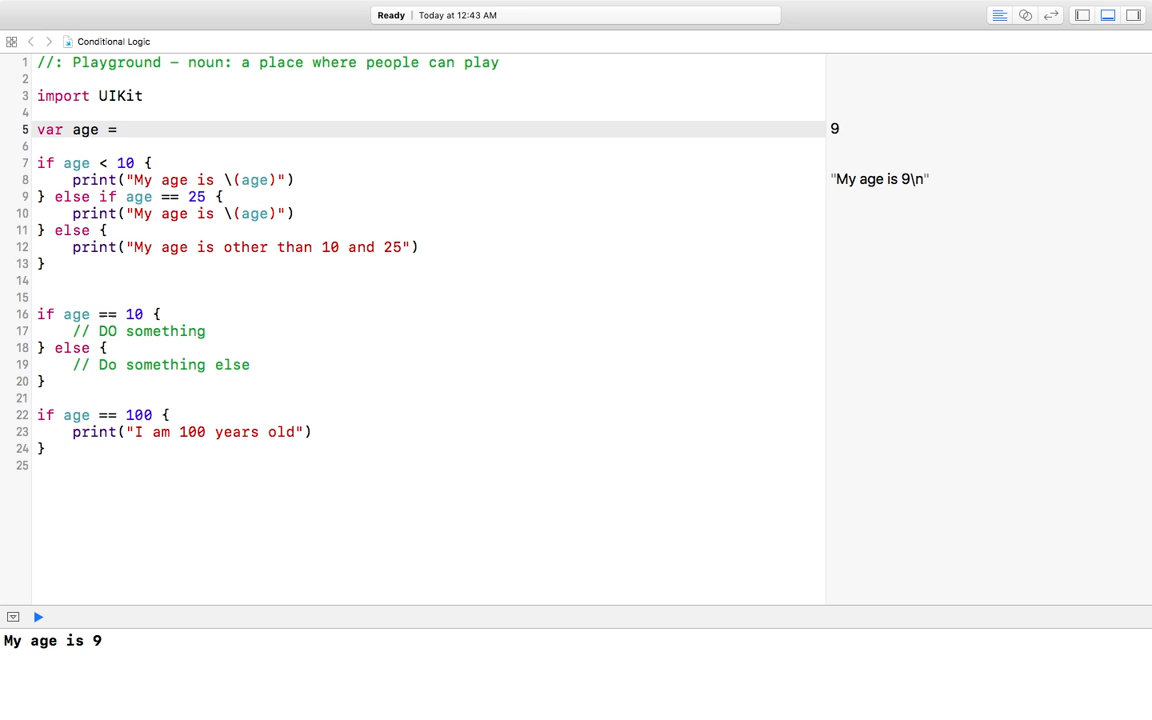 Ready | Today at 12:43 AM
Conditional Logic
1 //: Playground – noun: a place where people can play
2
3 import UIKit
4
5 var age = 9
6
7 if age < 10 {
8 print("My age is \(age)") "My age is 9\n"
9 } else if age == 25 {
10 print("My age is \(age)")
11 } else {
12 print("My age is other than 10 and 25")
13 }
14
15
16 if age == 10 {
17 // DO something
18 } else {
19 // Do something else
20 }
21
22 if age == 100 {
23 print("I am 100 years old")
24 }
25
My age is 9